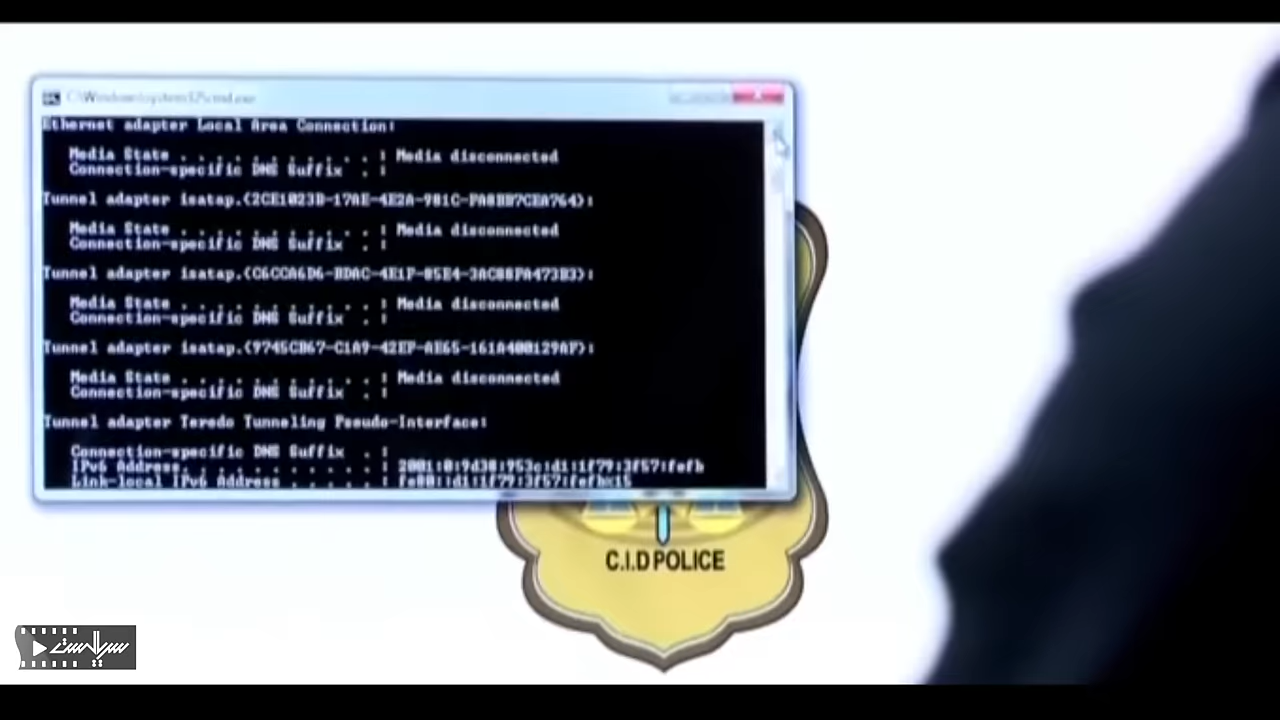 C:\Windows\system32\cmd.exe
Ethernet adapter Local Area Connection:
Media State . . . . . . . . . . . : Media disconnected
Connection-specific DNS Suffix . :
Tunnel adapter isatap.{2CE1023B-17AE-4E2A-981C-FA8BB7CEA764}:
Media State . . . . . . . . . . . : Media disconnected
Connection-specific DNS Suffix . :
Tunnel adapter isatap.{C6CCA6D6-BDAC-4E1F-85E4-3AC88FA473B3}:
Media State . . . . . . . . . . . : Media disconnected
Connection-specific DNS Suffix . :
Tunnel adapter isatap.{9745CB67-C1A9-42EF-AE65-161A400129AF}:
Media State . . . . . . . . . . . : Media disconnected
Connection-specific DNS Suffix . :
Tunnel adapter Teredo Tunneling Pseudo-Interface:
Connection-specific DNS Suffix . :
IPv6 Address. . . . . . . . . . . : 2001:0:9d38:953c:d1:1f79:3f57:fefb
Link-local IPv6 Address . . . . . : fe80::d1:1f79:3f57:fefb%15
C.I.D POLICE